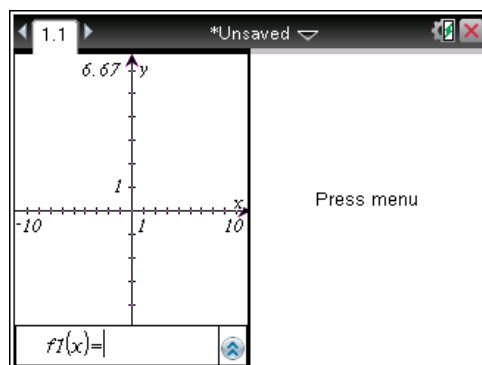 1.1 *Unsaved
6.67 y
1
x
-10 1 10
Press menu
f1(x)=